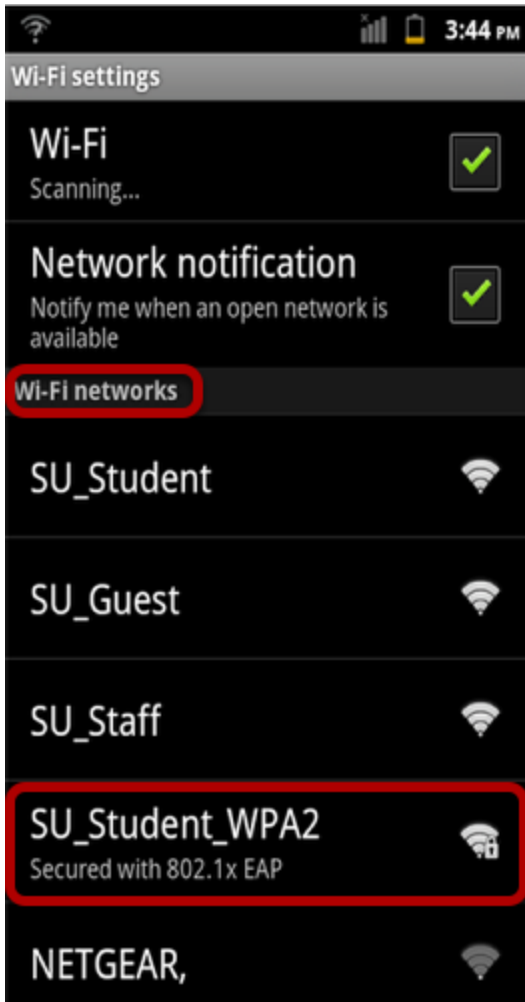 3:44 PM
Wi-Fi settings
Wi-Fi
Scanning...
Network notification
Notify me when an open network is
available
Wi-Fi networks
SU_Student
SU_Guest
SU_Staff
SU_Student_WPA2
Secured with 802.1x EAP
NETGEAR,